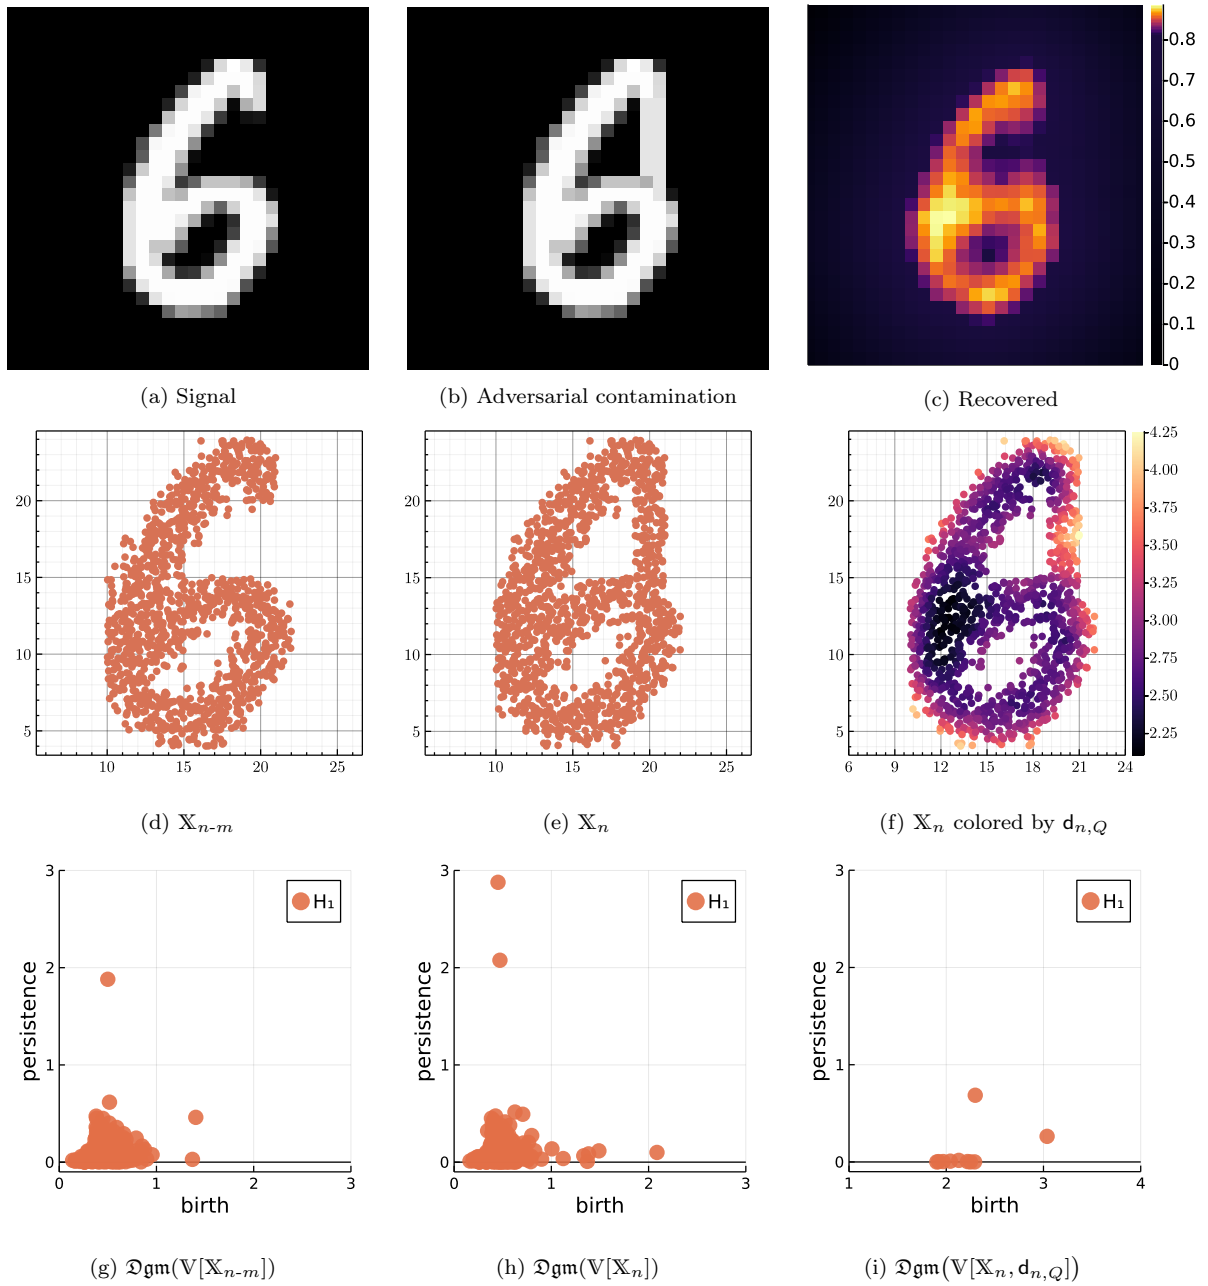 0.8
0.7
0.6
0.5
0.4
0.3
0.2
0.1
0
(a) Signal
(b) Adversarial contamination
(c) Recovered
20
15
10
5
10 15 20 25
20
15
10
5
10 15 20 25
4.25
4.00
3.75
3.50
3.25
3.00
2.75
2.50
2.25
6 9 12 15 18 21 24
(d) 𝕏n-m
(e) 𝕏n
(f) 𝕏n colored by dn,Q
3
2
1
0
persistence
H₁
0 1 2 3
birth
3
2
1
0
persistence
H₁
0 1 2 3
birth
3
2
1
0
persistence
H₁
1 2 3 4
birth
(g) 𝔇𝔤𝔪(𝕍[𝕏n-m])
(h) 𝔇𝔤𝔪(𝕍[𝕏n])
(i) 𝔇𝔤𝔪(𝕍[𝕏n, dn,Q])